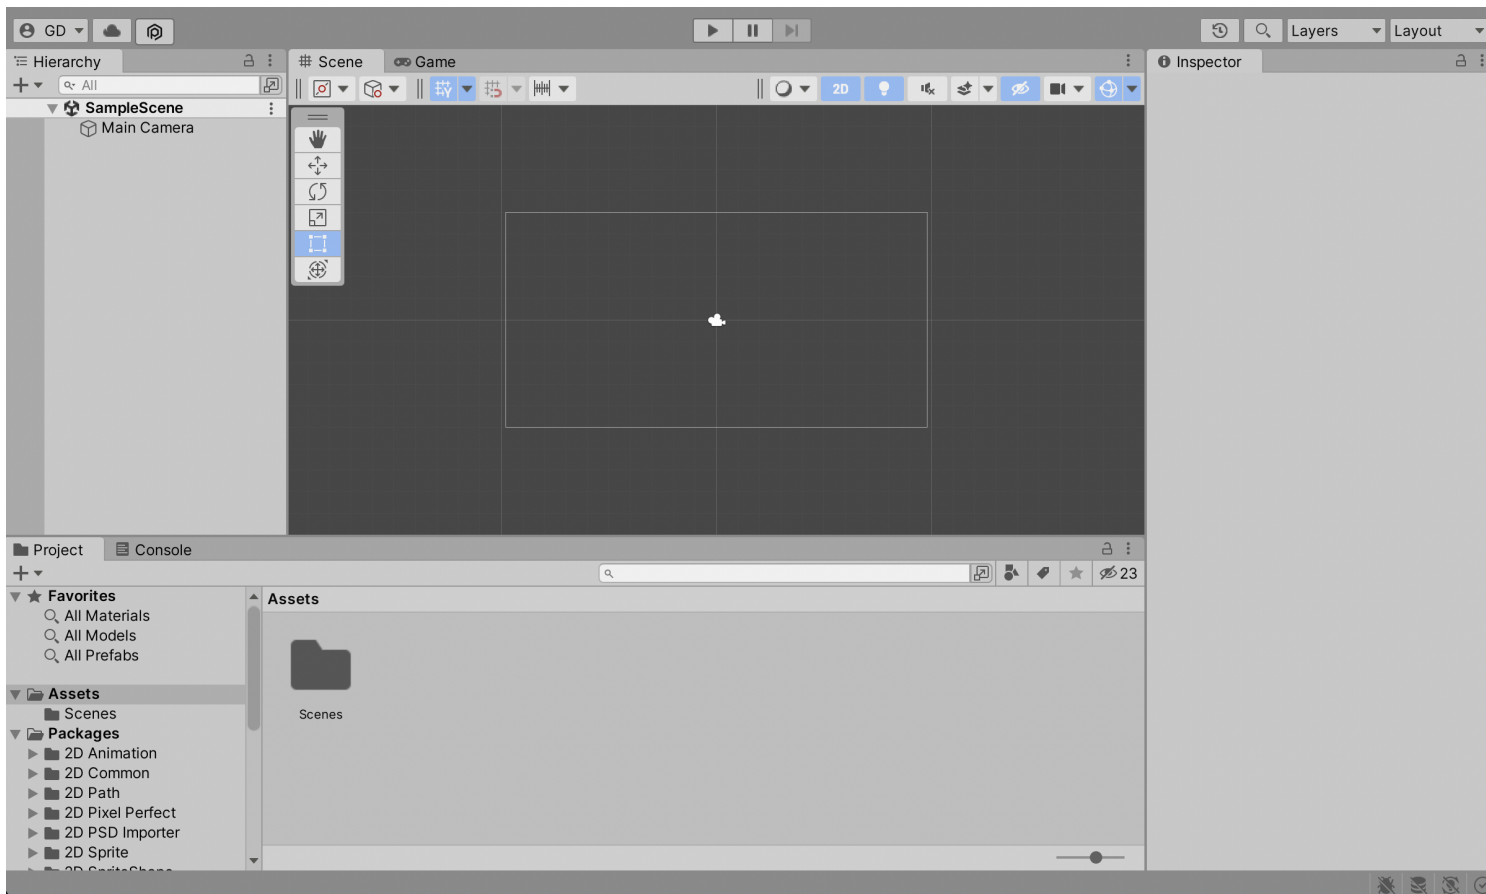 GD
Layers
Layout
Hierarchy
Scene
Game
Inspector
All
2D
SampleScene
Main Camera
Project
Console
23
Favorites
All Materials
All Models
All Prefabs
Assets
Scenes
Packages
2D Animation
2D Common
2D Path
2D Pixel Perfect
2D PSD Importer
2D Sprite
2D SpriteShape
Assets
Scenes